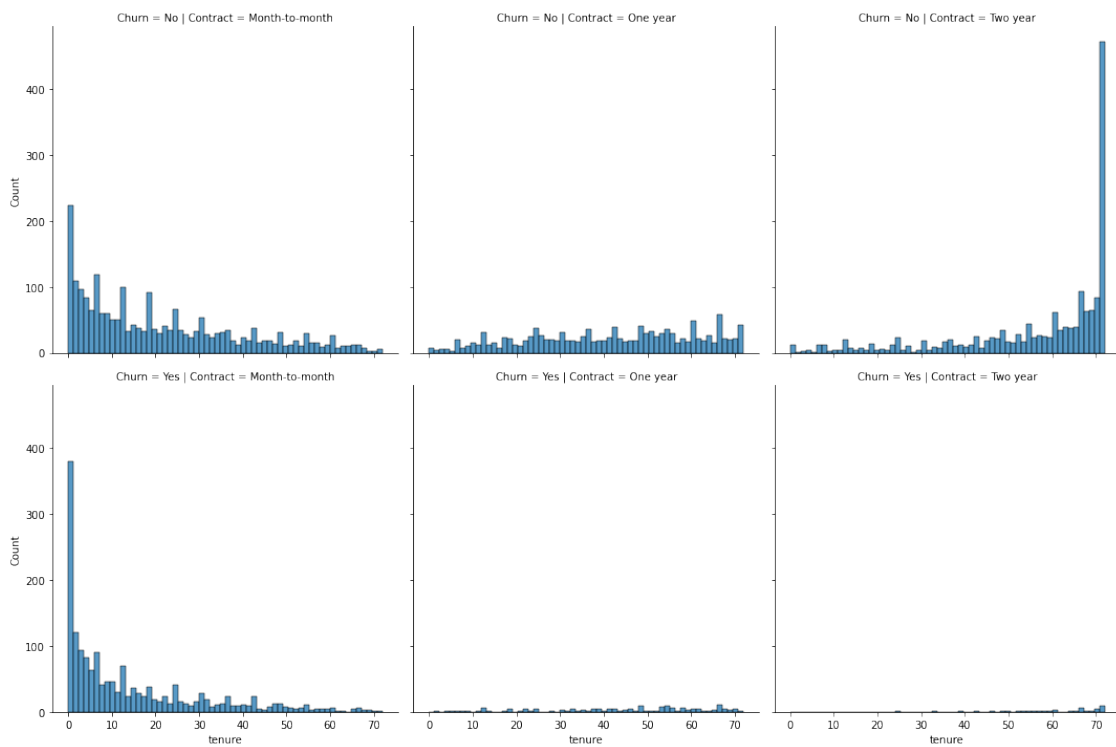 Churn = No | Contract = Month-to-month
Churn = No | Contract = One year
Churn = No | Contract = Two year
400
300
200
100
0
Count
Churn = Yes | Contract = Month-to-month
Churn = Yes | Contract = One year
Churn = Yes | Contract = Two year
400
300
200
100
0
Count
0 10 20 30 40 50 60 70
0 10 20 30 40 50 60 70
0 10 20 30 40 50 60 70
tenure
tenure
tenure